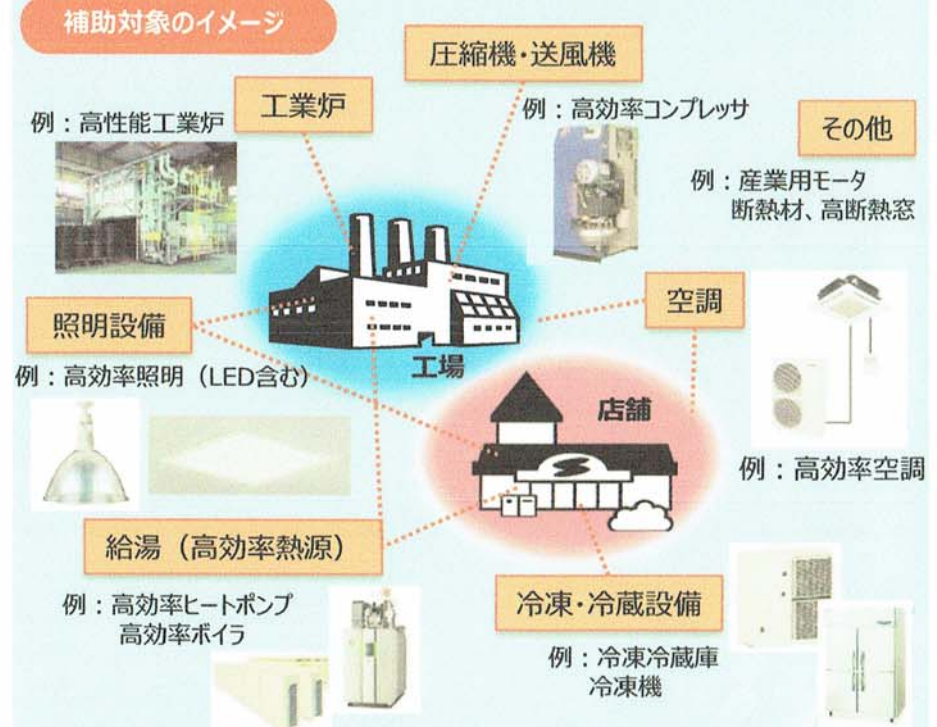 補助対象のイメージ
圧縮機・送風機
例：高効率コンプレッサ
工業炉
例：高性能工業炉
その他
例：産業用モータ
断熱材、高断熱窓
空調
例：高効率空調
照明設備
例：高効率照明（LED含む）
工場
店舗
給湯（高効率熱源）
例：高効率ヒートポンプ
高効率ボイラ
冷凍・冷蔵設備
例：冷凍冷蔵庫
冷凍機